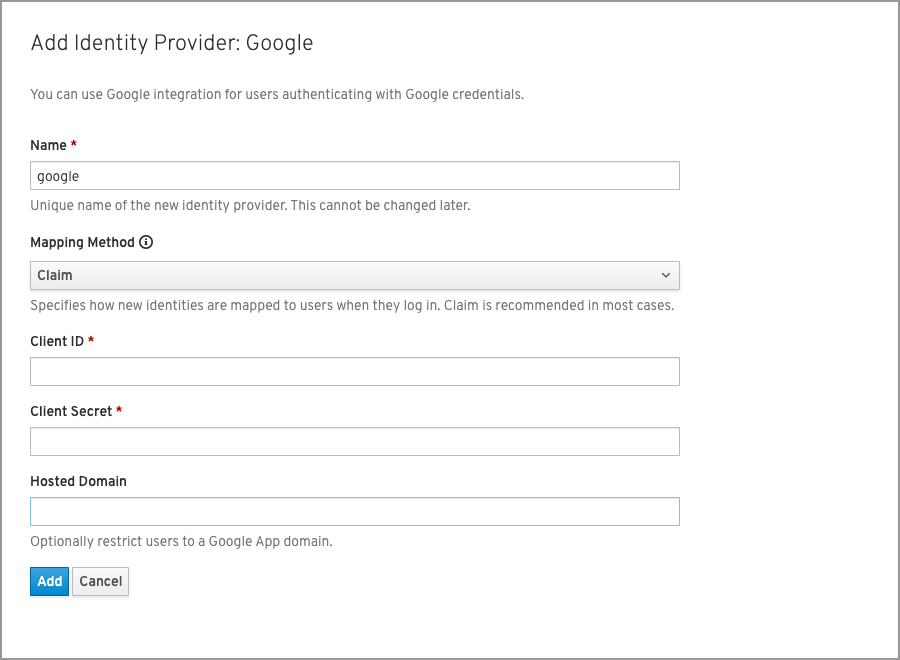 Add Identity Provider: Google
You can use Google integration for users authenticating with Google credentials.
Name *
google
Unique name of the new identity provider. This cannot be changed later.
Mapping Method
Claim
Specifies how new identities are mapped to users when they log in. Claim is recommended in most cases.
Client ID *
Client Secret *
Hosted Domain
Optionally restrict users to a Google App domain.
Add Cancel